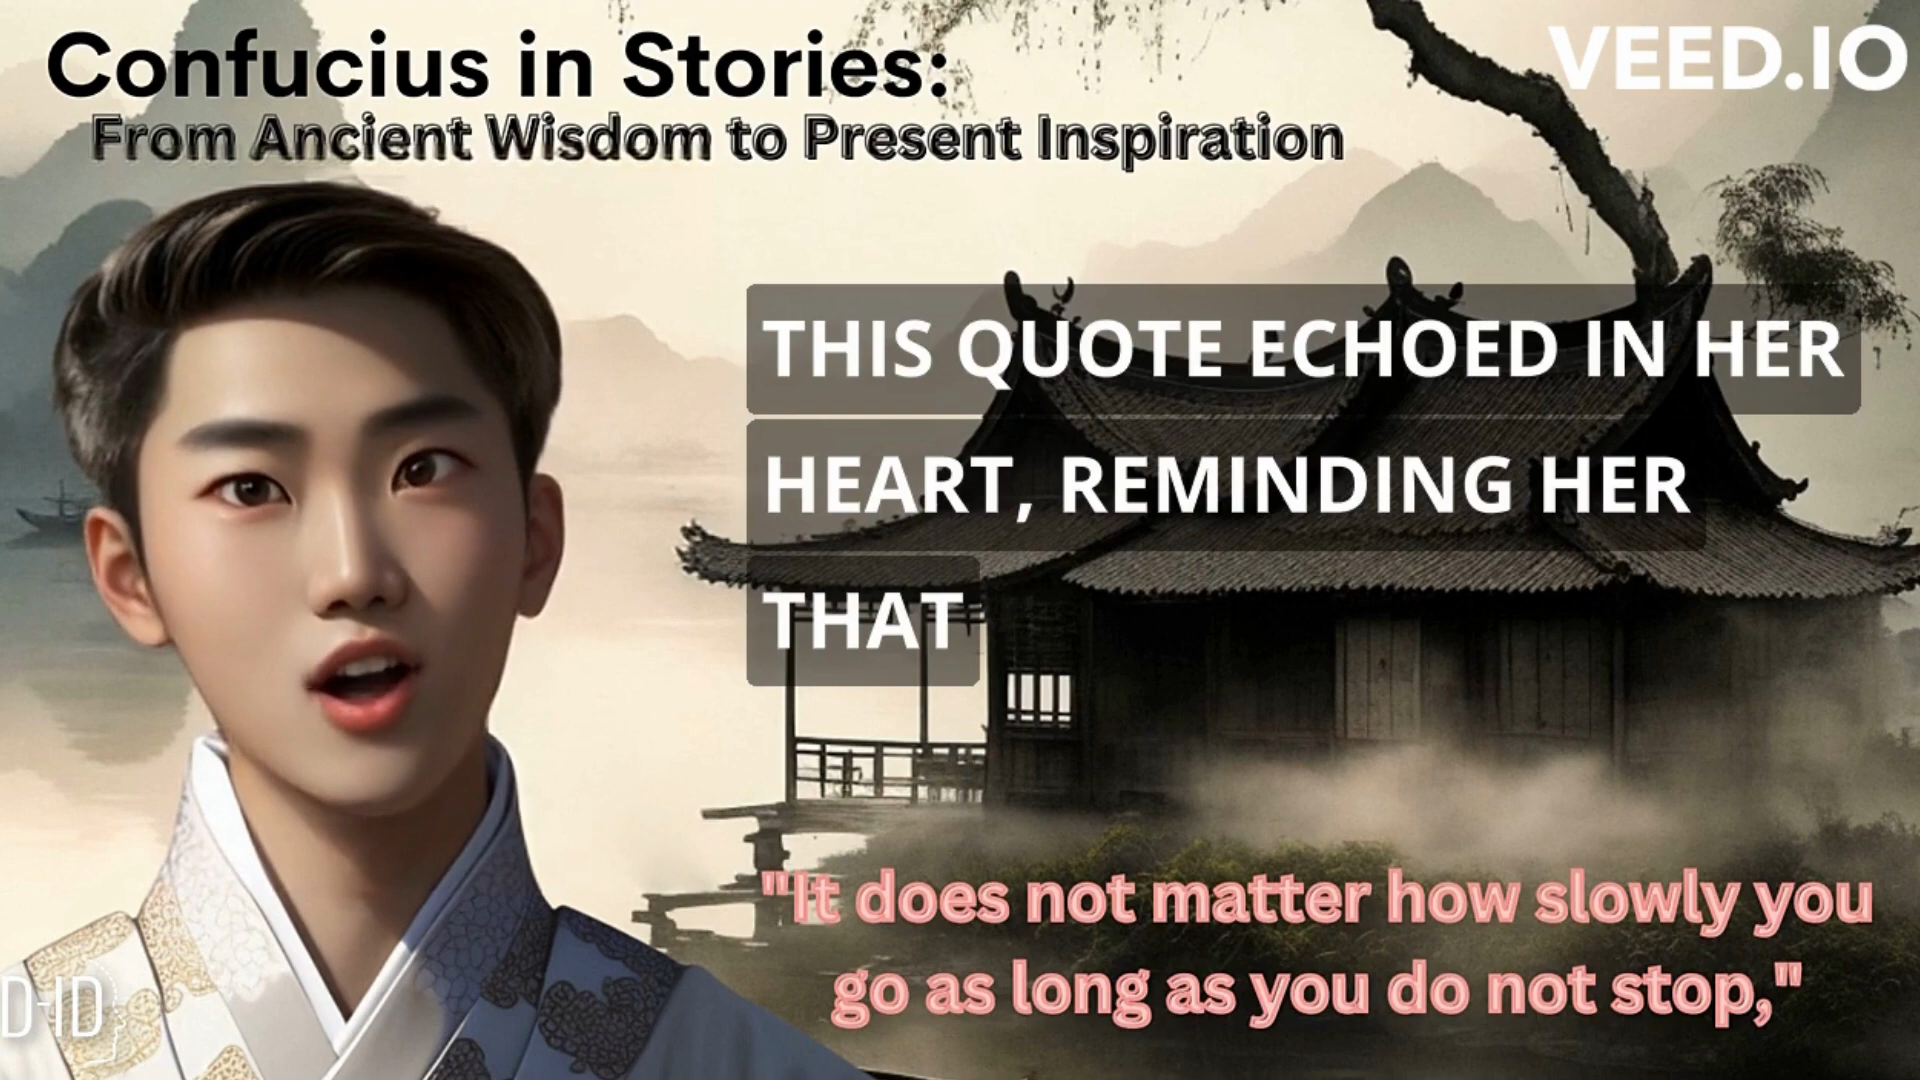 Confucius in Stories:
VEED.IO
From Ancient Wisdom to Present Inspiration
THIS QUOTE ECHOED IN HER
HEART, REMINDING HER
THAT
"It does not matter how slowly you
go as long as you do not stop,"
D-ID